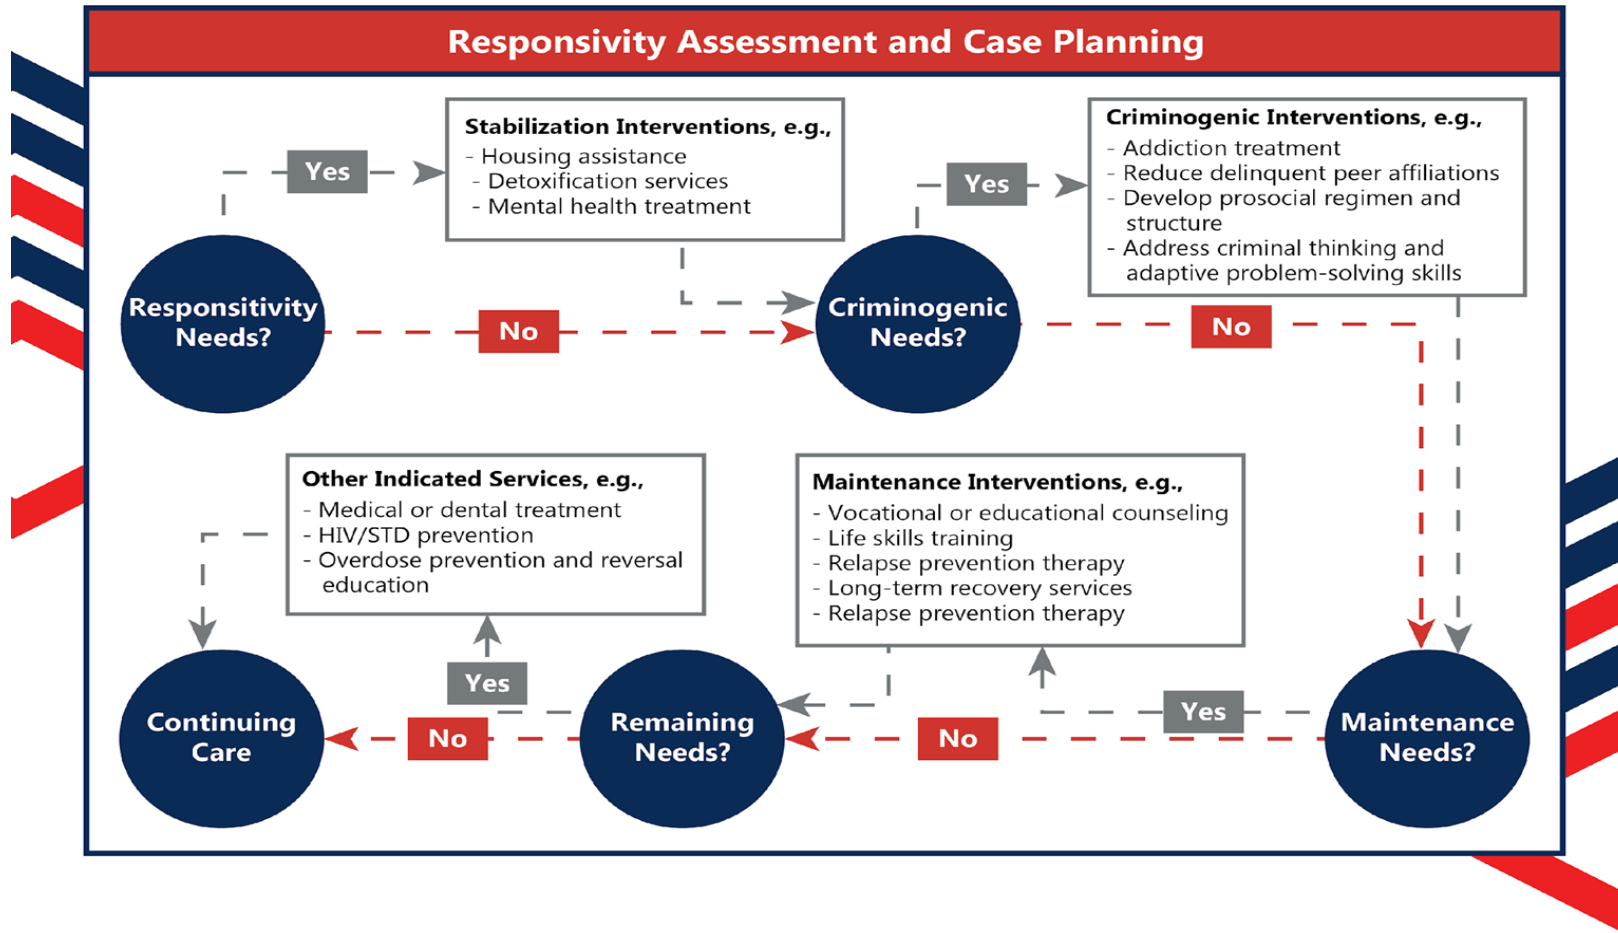 Responsivity Assessment and Case Planning
Stabilization Interventions, e.g.,
- Housing assistance
- Detoxification services
- Mental health treatment
Yes
Responsitivity
Needs?
No
Criminogenic
Needs?
Yes
Criminogenic Interventions, e.g.,
- Addiction treatment
- Reduce delinquent peer affiliations
- Develop prosocial regimen and
structure
- Address criminal thinking and
adaptive problem-solving skills
No
Maintenance
Needs?
Yes
Maintenance Interventions, e.g.,
- Vocational or educational counseling
- Life skills training
- Relapse prevention therapy
- Long-term recovery services
- Relapse prevention therapy
No
Remaining
Needs?
Yes
Other Indicated Services, e.g.,
- Medical or dental treatment
- HIV/STD prevention
- Overdose prevention and reversal
education
No
Continuing
Care